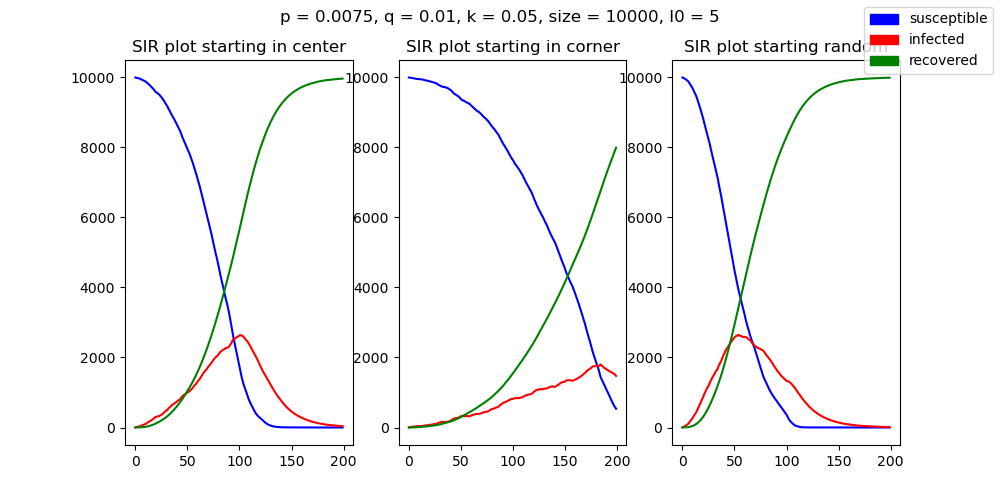 p = 0.0075, q = 0.01, k = 0.05, size = 10000, I0 = 5
susceptible
infected
recovered
SIR plot starting in center
10000
8000
6000
4000
2000
0
0 50 100 150 200
SIR plot starting in corner
10000
8000
6000
4000
2000
0
0 50 100 150 200
SIR plot starting random
10000
8000
6000
4000
2000
0
0 50 100 150 200